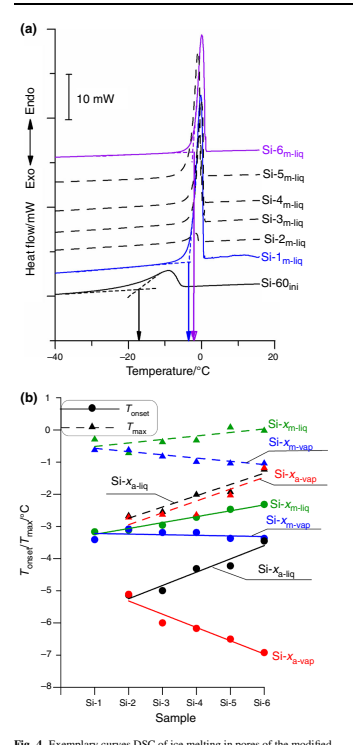 (a)
10 mW
Heat flow/mW
Exo
Endo
Si-6m-liq
Si-5m-liq
Si-4m-liq
Si-3m-liq
Si-2m-liq
Si-1m-liq
Si-60ini
–40
–20
0
20
Temperature/°C
(b)
1
0
–1
–2
–3
–4
–5
–6
–7
–8
Tonset/Tmax/°C
Tonset
Tmax
Si-xm-liq
Si-xm-vap
Si-xa-liq
Si-xa-vap
Si-xm-liq
Si-xm-vap
Si-xa-liq
Si-xa-vap
Si-1 Si-2 Si-3 Si-4 Si-5 Si-6
Sample
Fig. 4 Exemplary curves DSC of ice melting in pores of the modified